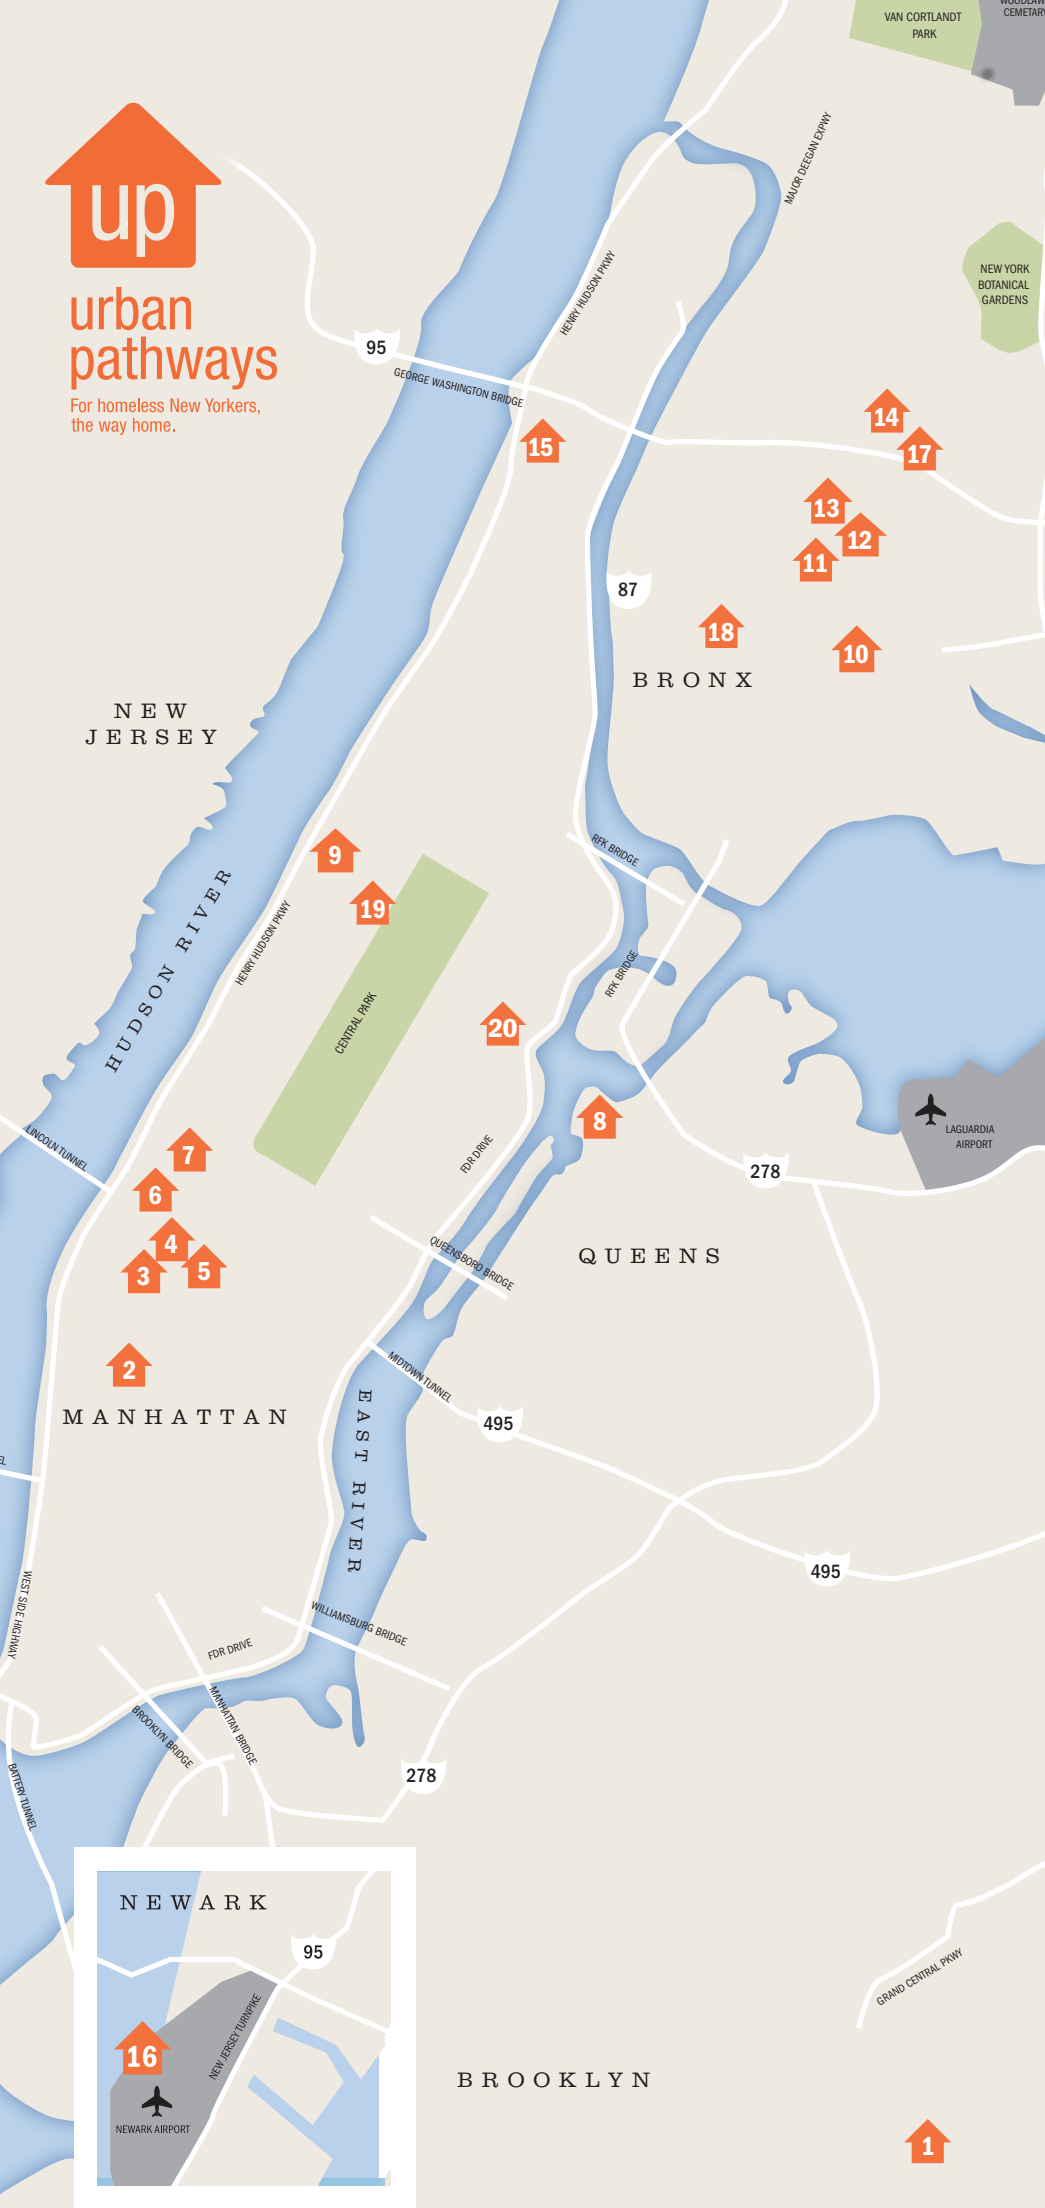 VAN CORTLANDT
PARK
CEMETARY
up
urban
pathways
For homeless New Yorkers,
the way home.
MAJOR DEEGAN EXPWY
NEW YORK
BOTANICAL
GARDENS
HENRY HUDSON PKWY
95
GEORGE WASHINGTON BRIDGE
14
15
17
13
12
11
87
18
10
BRONX
NEW
JERSEY
9
RFK BRIDGE
19
HUDSON RIVER
HENRY HUDSON PKWY
RFK BRIDGE
CENTRAL PARK
20
8
LAGUARDIA
AIRPORT
LINCOLN TUNNEL
7
FDR DRIVE
278
6
4
3
5
QUEENSBORO BRIDGE
QUEENS
2
MIDTOWN TUNNEL
MANHATTAN
495
EAST RIVER
495
WEST SIDE HIGHWAY
WILLIAMSBURG BRIDGE
FDR DRIVE
MANHATTAN BRIDGE
BROOKLYN BRIDGE
278
BATTERY TUNNEL
NEWARK
95
NEW JERSEY TURNPIKE
16
NEWARK AIRPORT
GRAND CENTRAL PKWY
BROOKLYN
1